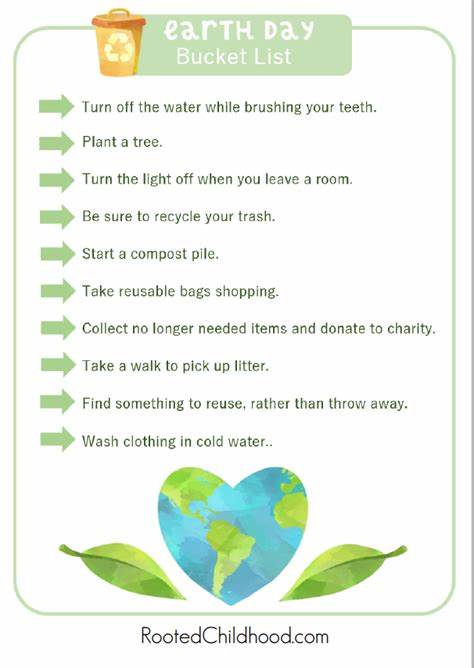 EARTH DAY
Bucket List
Turn off the water while brushing your teeth.
Plant a tree.
Turn the light off when you leave a room.
Be sure to recycle your trash.
Start a compost pile.
Take reusable bags shopping.
Collect no longer needed items and donate to charity.
Take a walk to pick up litter.
Find something to reuse, rather than throw away.
Wash clothing in cold water..
RootedChildhood.com